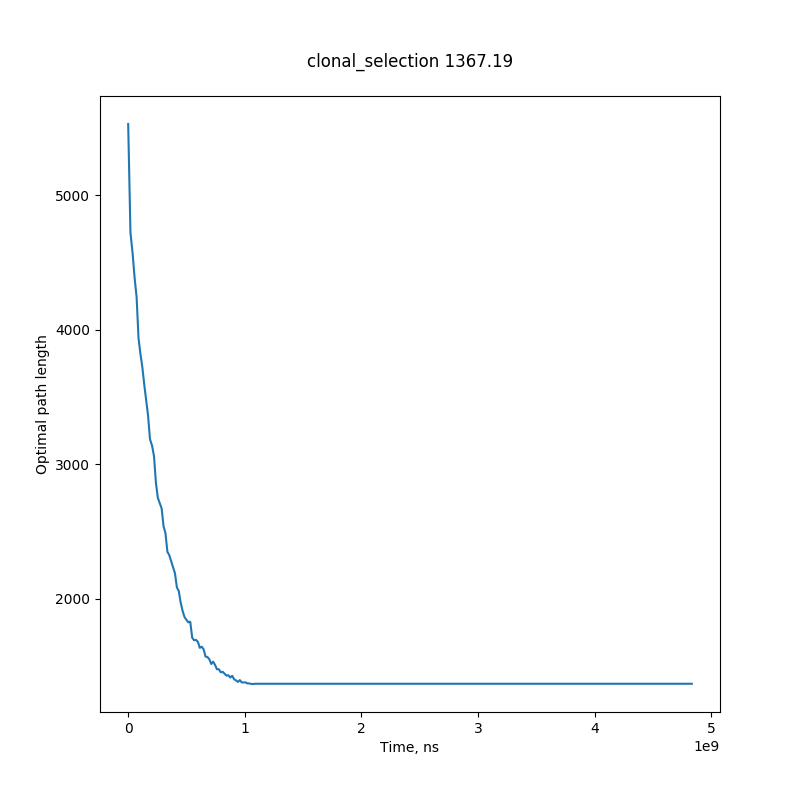 clonal_selection 1367.19
5000
4000
3000
2000
Optimal path length
0 1 2 3 4 5
1e9
Time, ns